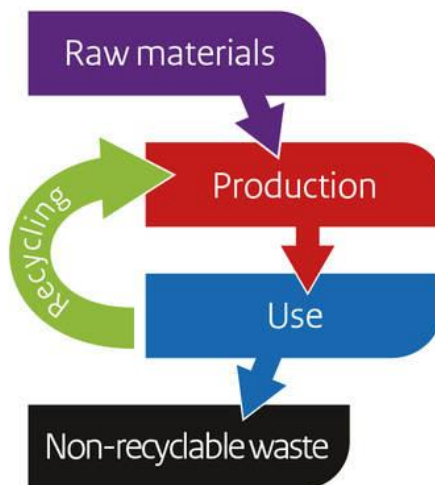 Raw materials
Production
Recycling
Use
Non-recyclable waste